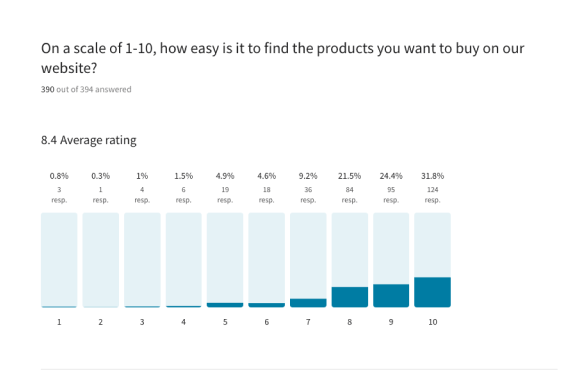 On a scale of 1-10, how easy is it to find the products you want to buy on our
website?
390 out of 394 answered
8.4 Average rating
0.8% 0.3% 1% 1.5% 4.9% 4.6% 9.2% 21.5% 24.4% 31.8%
3 1 4 6 19 18 36 84 95 124
resp. resp. resp. resp. resp. resp. resp. resp. resp. resp.
1 2 3 4 5 6 7 8 9 10